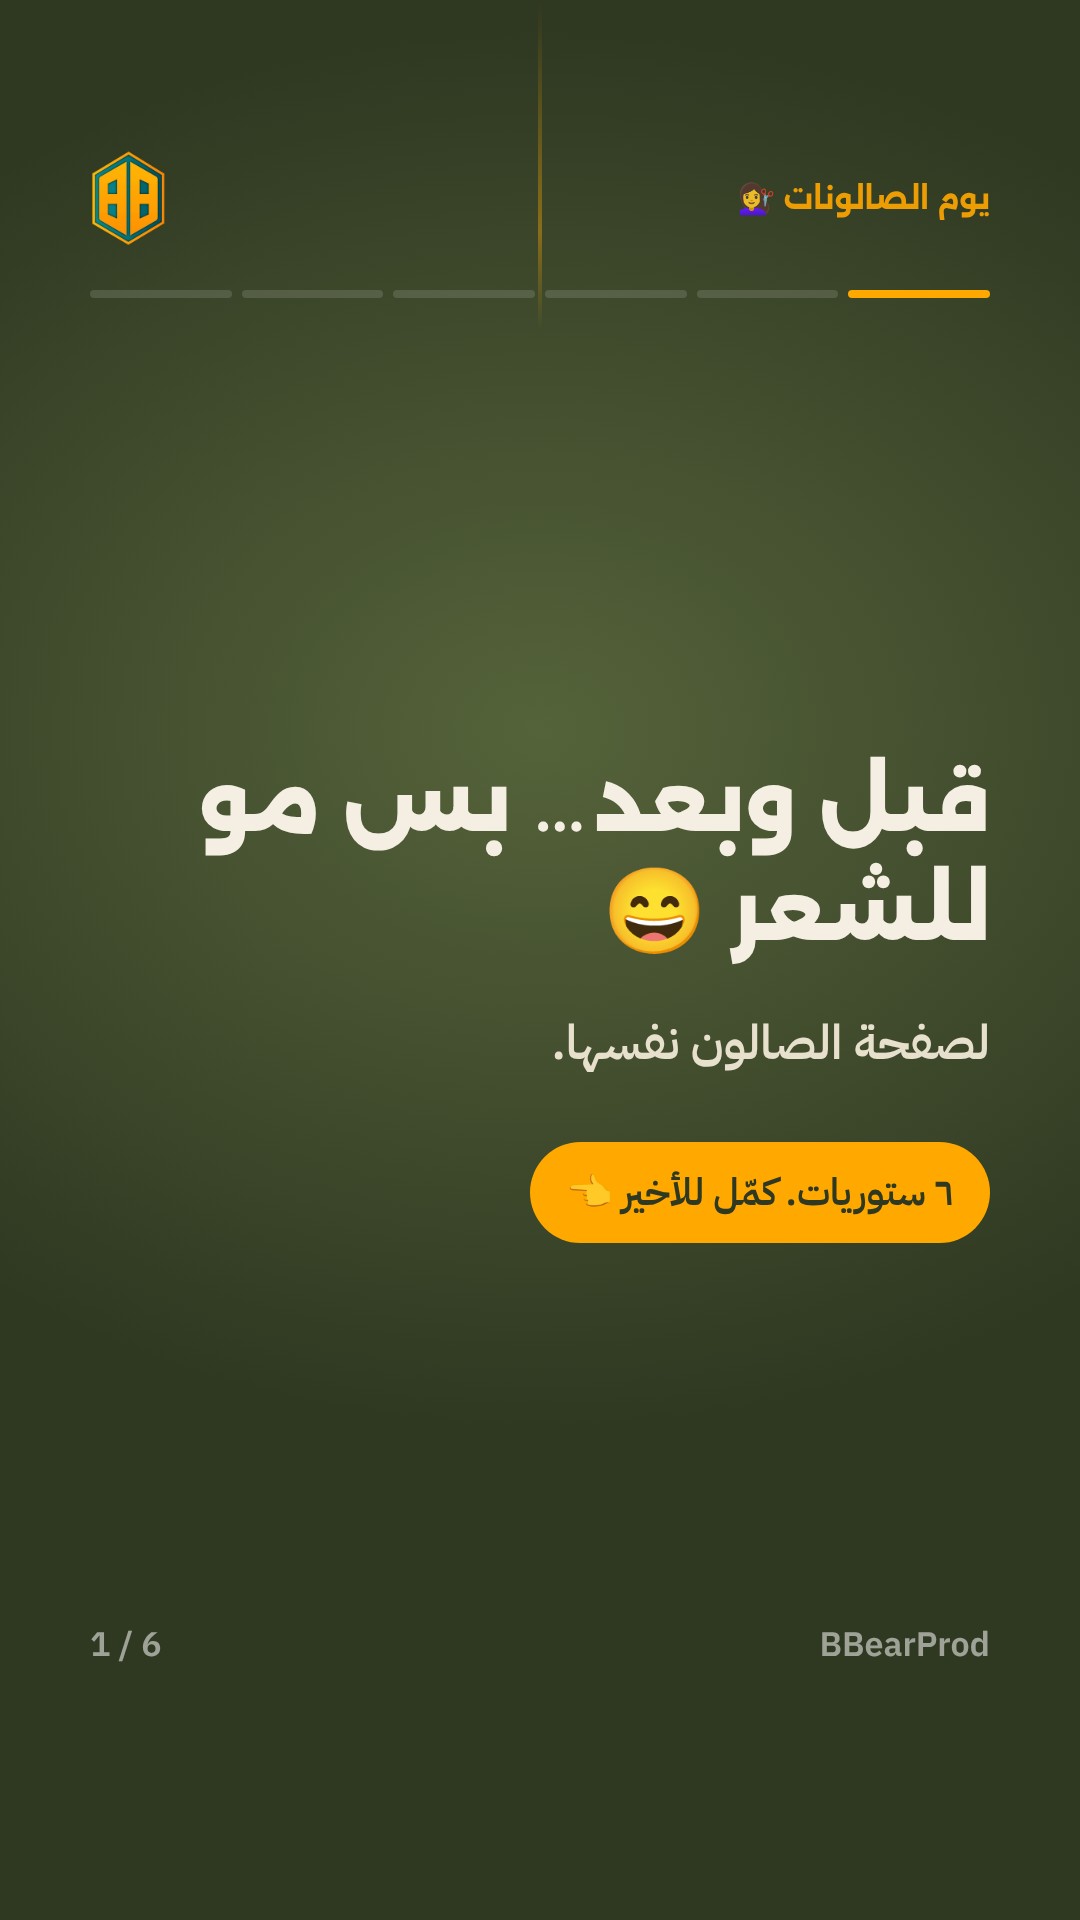 يوم الصالونات 👩‍🦱✂️
قبل وبعد... بس مو
للشعر 😄
لصفحة الصالون نفسها.
٦ ستوريات. كمّل للأخير 👈
BBearProd
1 / 6